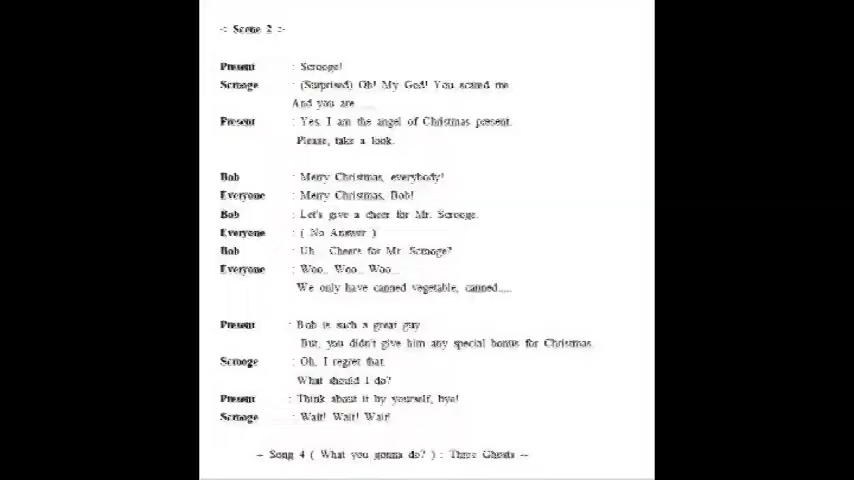 < Scene 2 >
Present : Scrooge!
Scrooge : (Surprised) Oh! My God! You scared me
And you are ....
Present : Yes, I am the angel of Christmas present.
Please, take a look.
Bob : Merry Christmas, everybody!
Everyone : Merry Christmas, Bob!
Bob : Let's give a cheer for Mr. Scrooge.
Everyone : ( No Answer )
Bob : Uh... Cheers for Mr. Scrooge?
Everyone : Woo... Woo... Woo...
We only have canned vegetable, canned.....
Present : Bob is such a great guy
But, you didn't give him any special bonus for Christmas.
Scrooge : Oh, I regret that.
What should I do?
Present : Think about it by yourself, bye!
Scrooge : Wait! Wait! Wait!
-- Song 4 ( What you gonna do? ) : Three Ghosts --